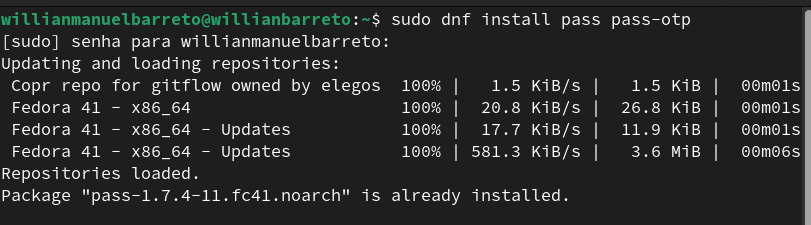 willianmanuelbarreto@willianbarreto:~$ sudo dnf install pass pass-otp
[sudo] senha para willianmanuelbarreto:
Updating and loading repositories:
 Copr repo for gitflow owned by elegos  100% |   1.5 KiB/s |   1.5 KiB |  00m01s
 Fedora 41 - x86_64                     100% |  20.8 KiB/s |  26.8 KiB |  00m01s
 Fedora 41 - x86_64 - Updates           100% |  17.7 KiB/s |  11.9 KiB |  00m01s
 Fedora 41 - x86_64 - Updates           100% | 581.3 KiB/s |   3.6 MiB |  00m06s
Repositories loaded.
Package "pass-1.7.4-11.fc41.noarch" is already installed.